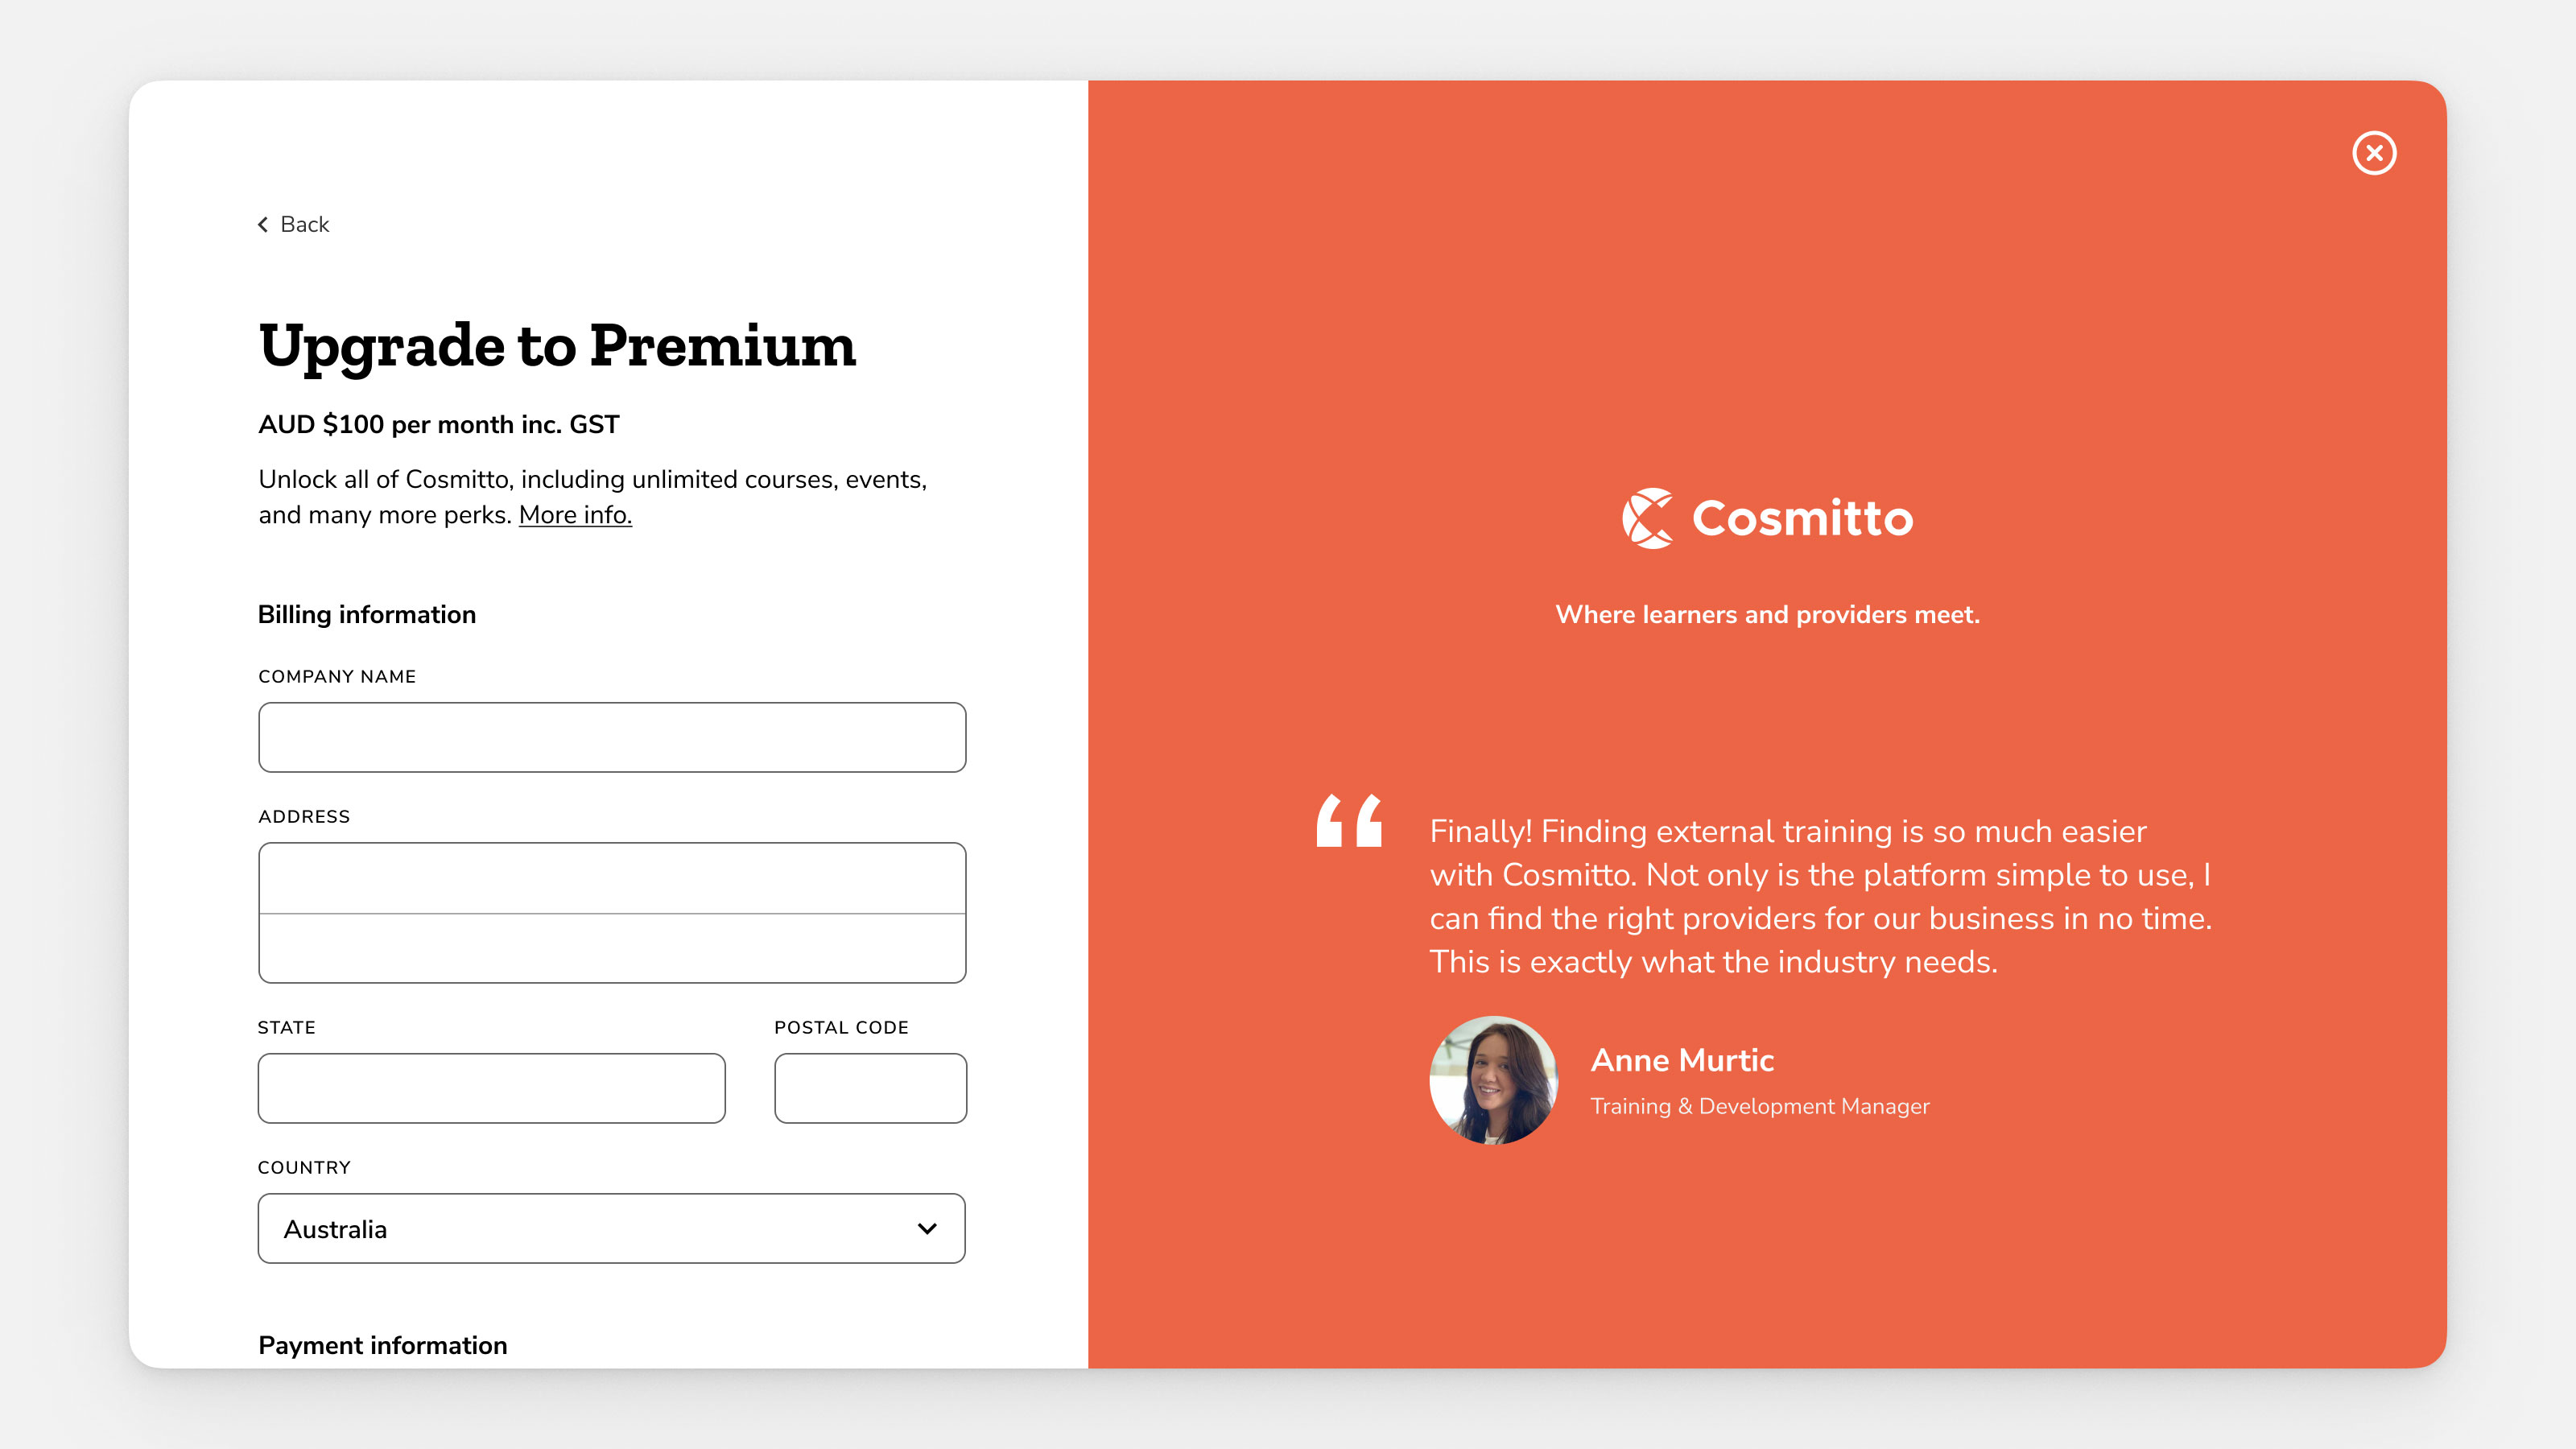 Back
Upgrade to Premium
AUD $100 per month inc. GST
Unlock all of Cosmitto, including unlimited courses, events,
and many more perks. More info.
Billing information
COMPANY NAME
ADDRESS
STATE
POSTAL CODE
COUNTRY
Australia
Payment information
Cosmitto
Where learners and providers meet.
“
Finally! Finding external training is so much easier
with Cosmitto. Not only is the platform simple to use, I
can find the right providers for our business in no time.
This is exactly what the industry needs.
Anne Murtic
Training & Development Manager